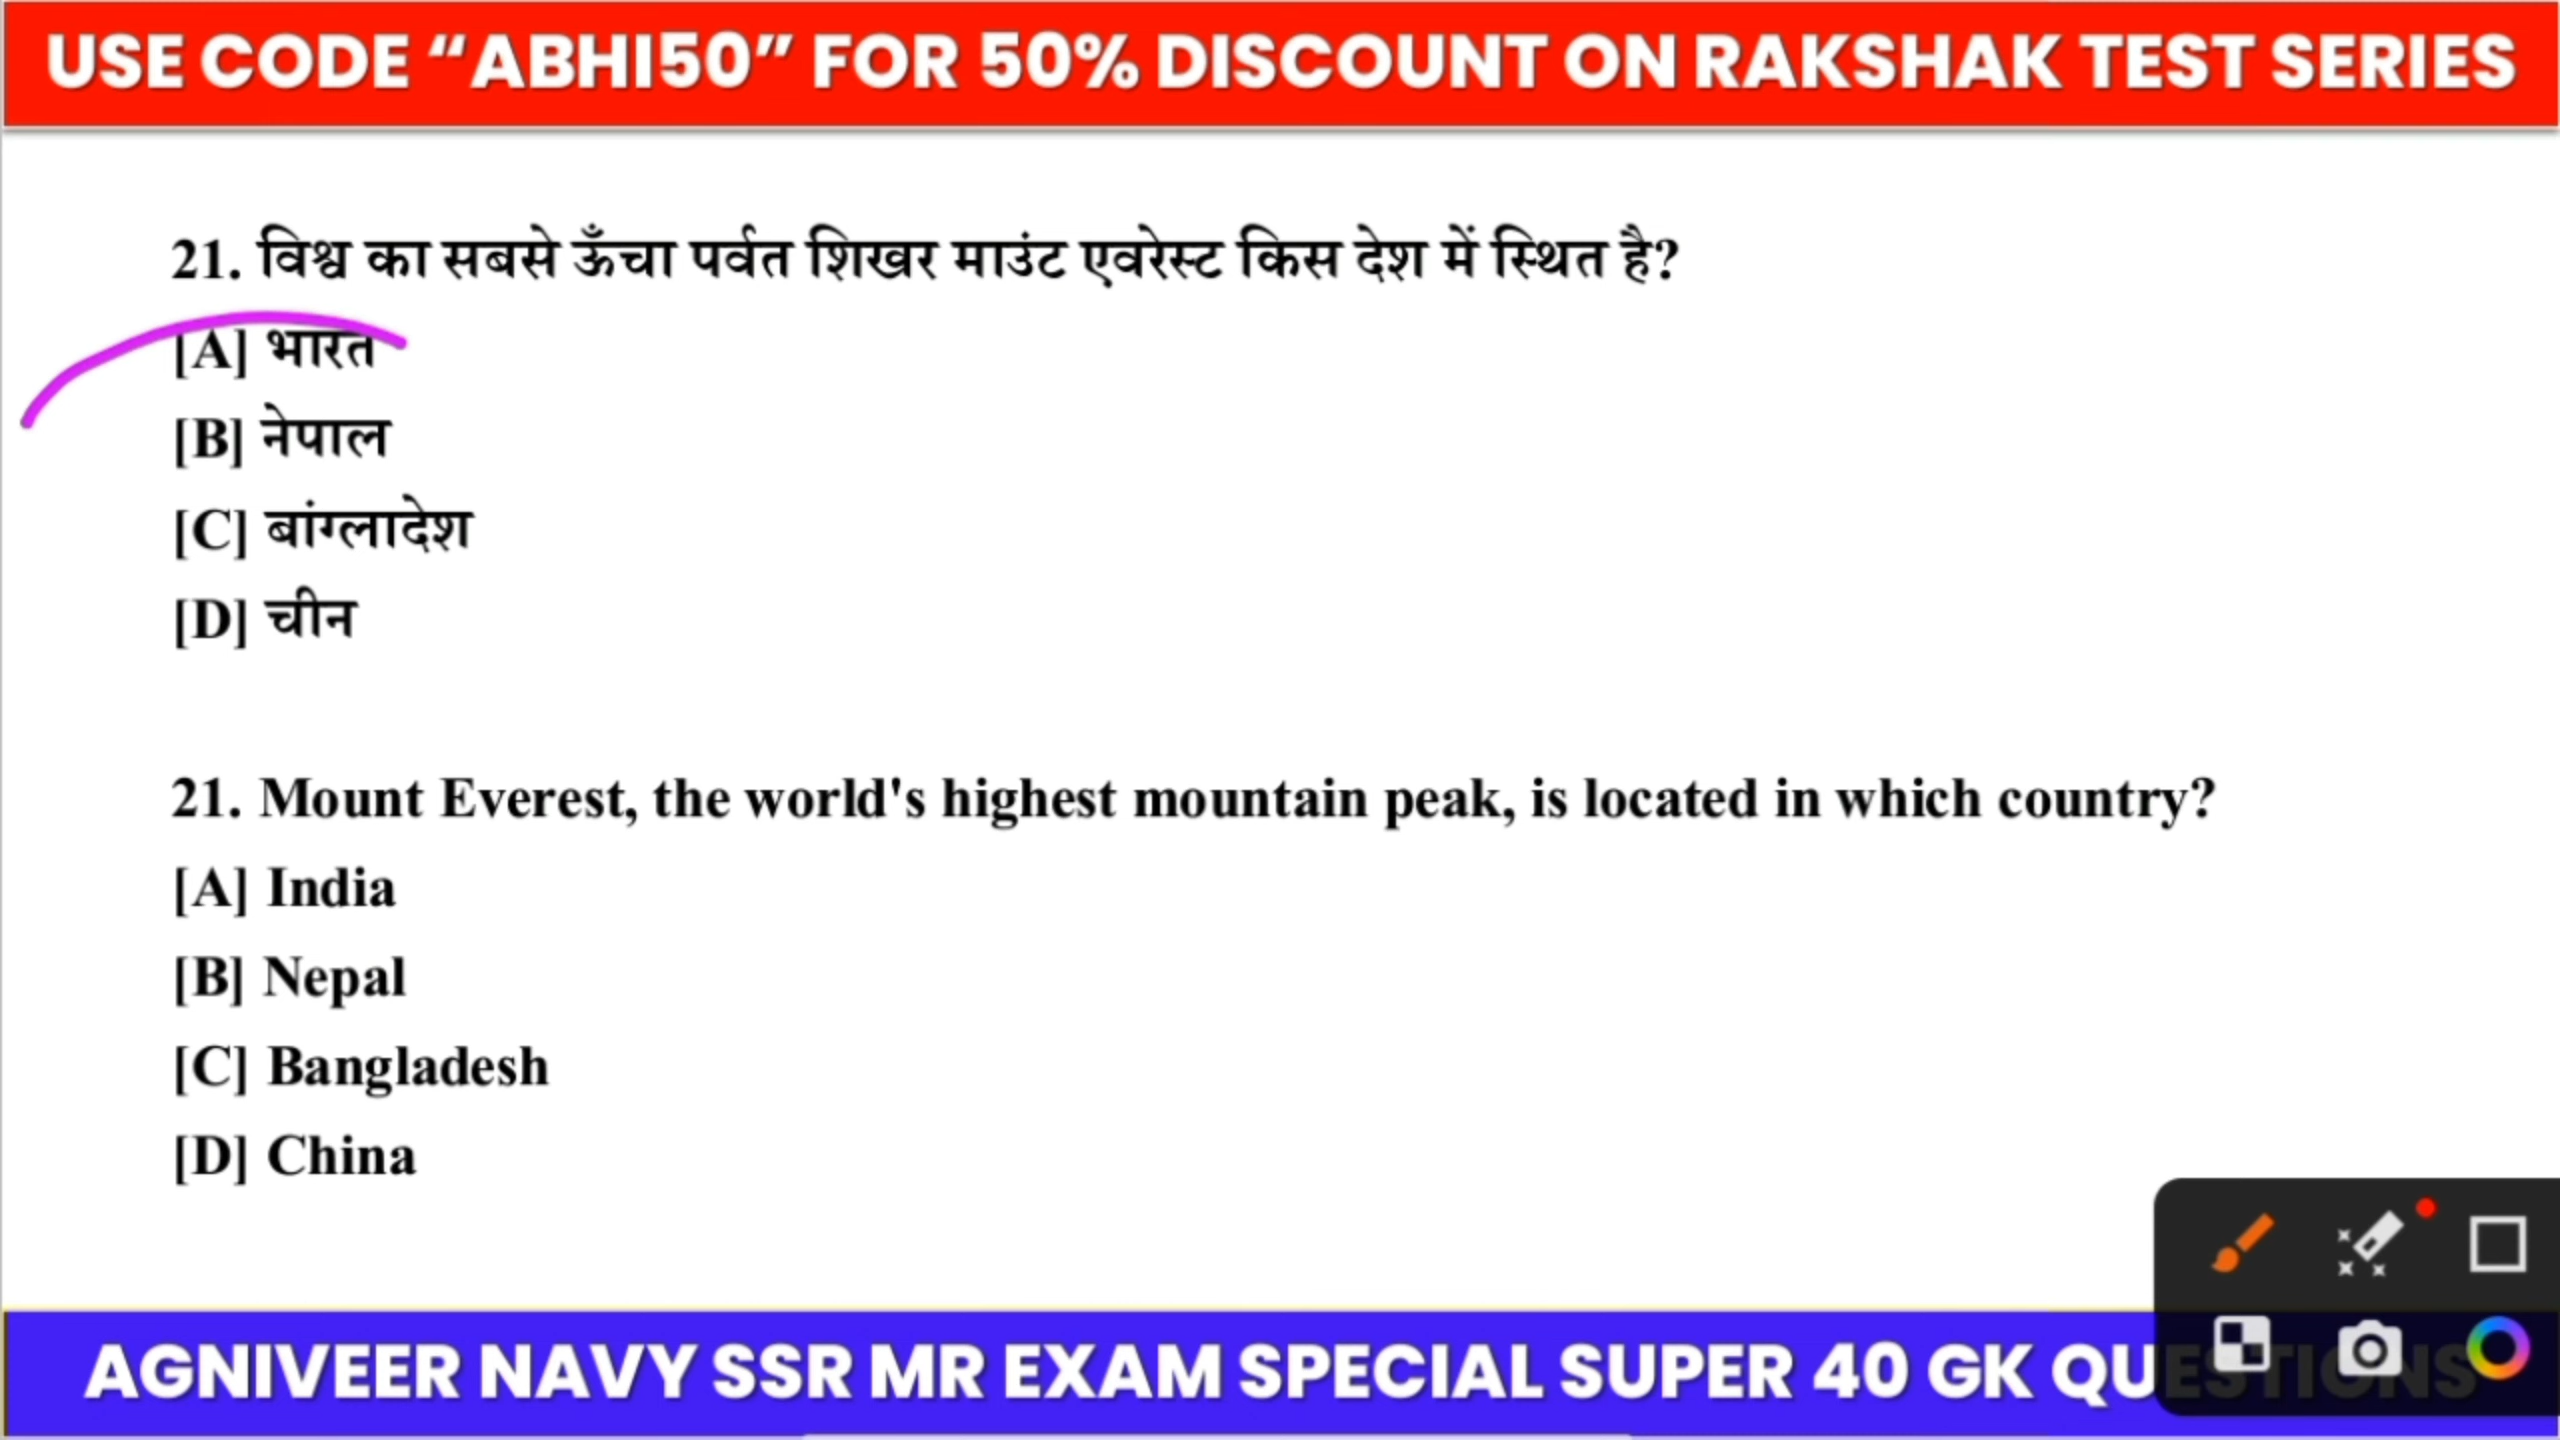 USE CODE “ABHI50” FOR 50% DISCOUNT ON RAKSHAK TEST SERIES
21. विश्व का सबसे ऊँचा पर्वत शिखर माउंट एवरेस्ट किस देश में स्थित है?
[A] भारत
[B] नेपाल
[C] बांग्लादेश
[D] चीन
21. Mount Everest, the world's highest mountain peak, is located in which country?
[A] India
[B] Nepal
[C] Bangladesh
[D] China
AGNIVEER NAVY SSR MR EXAM SPECIAL SUPER 40 GK QUESTIONS